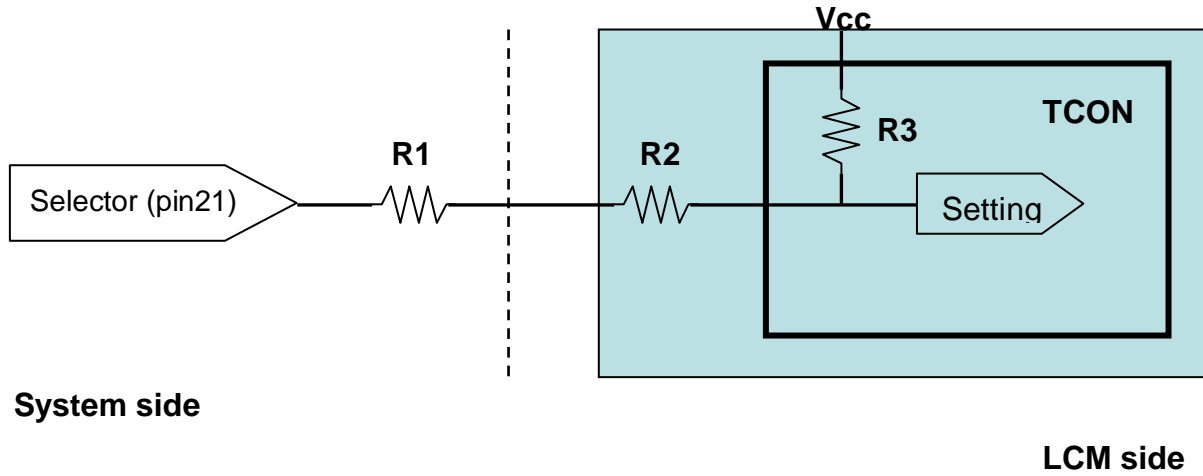 Vcc
TCON
R3
R1
R2
Selector (pin21)
Setting
System side
LCM side